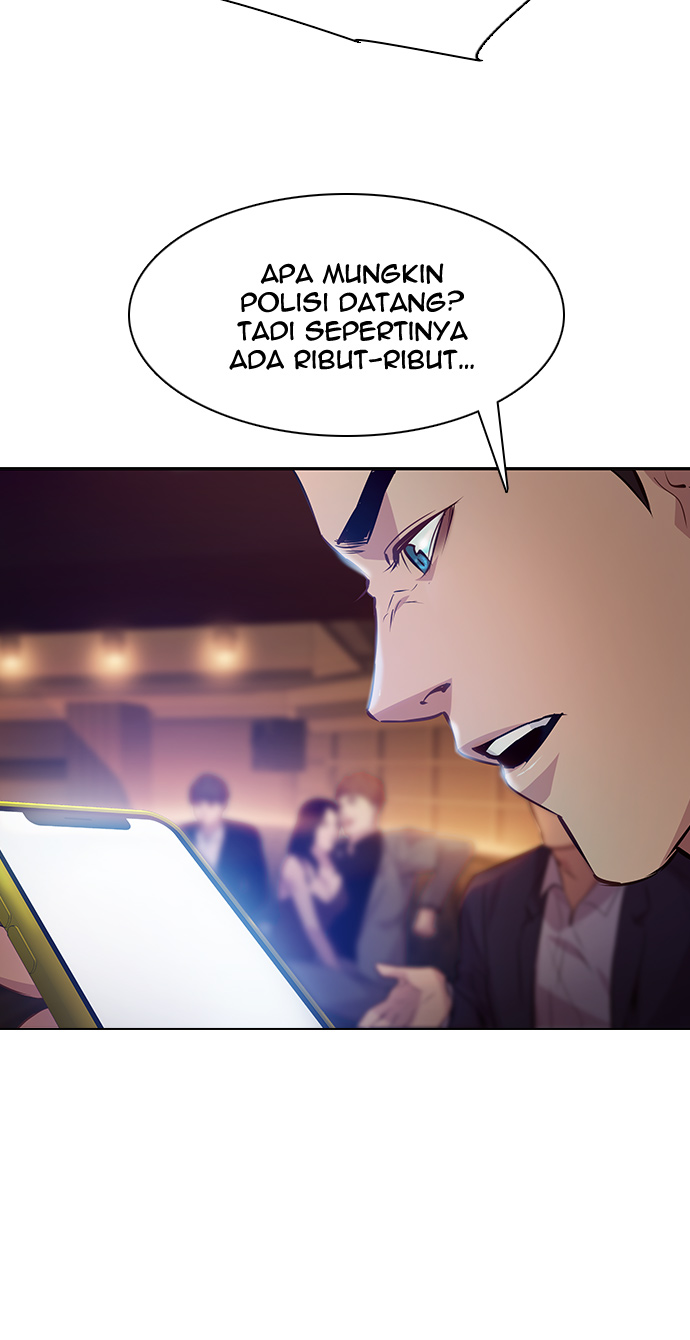 APA MUNGKIN
POLISI DATANG?
TADI SEPERTINYA
ADA RIBUT-RIBUT...